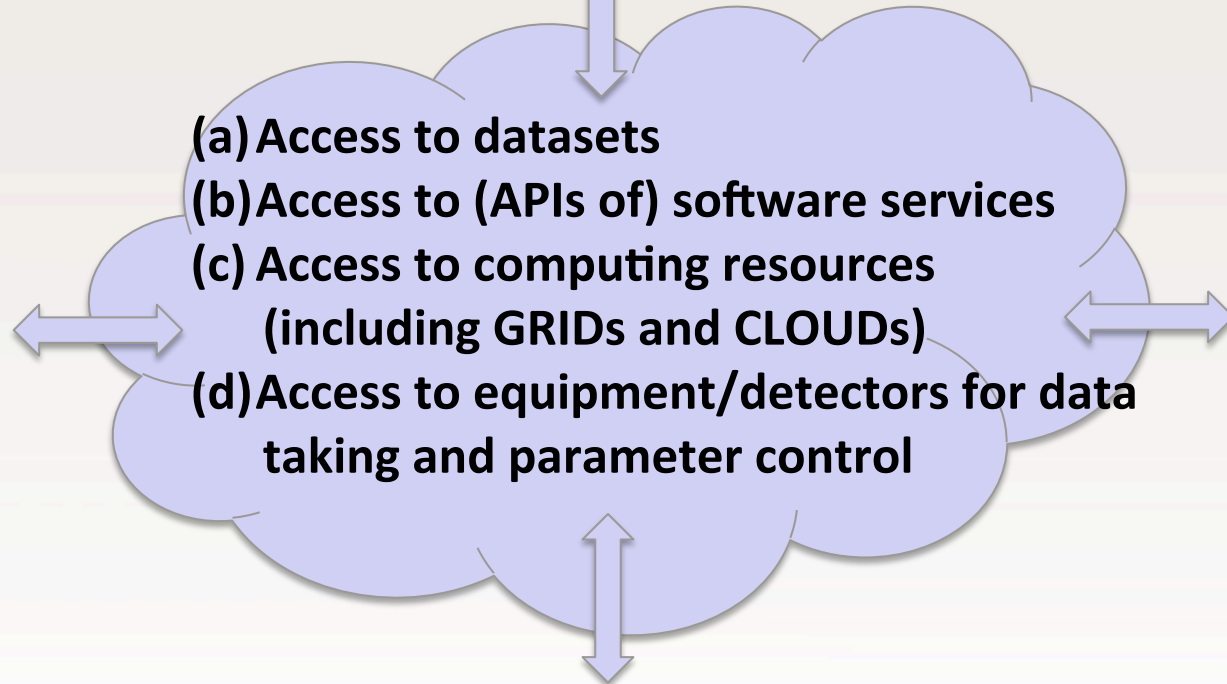 (a) Access to datasets
(b) Access to (APIs of) software services
(c) Access to computing resources
(including GRIDs and CLOUDs)
(d) Access to equipment/detectors for data
taking and parameter control